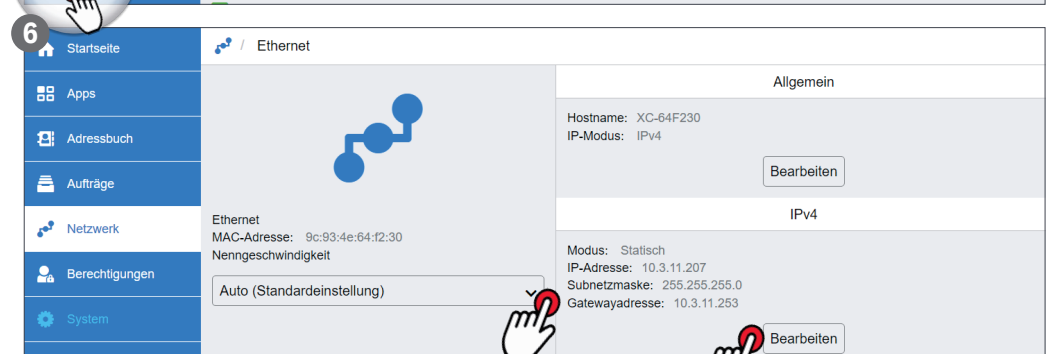 6
Startseite
/ Ethernet
Apps
Adressbuch
Aufträge
Netzwerk
Berechtigungen
System
Ethernet
MAC-Adresse: 9c:93:4e:64:f2:30
Nenngeschwindigkeit
Auto (Standardeinstellung)
Allgemein
Hostname: XC-64F230
IP-Modus: IPv4
Bearbeiten
IPv4
Modus: Statisch
IP-Adresse: 10.3.11.207
Subnetzmaske: 255.255.255.0
Gatewayadresse: 10.3.11.253
Bearbeiten